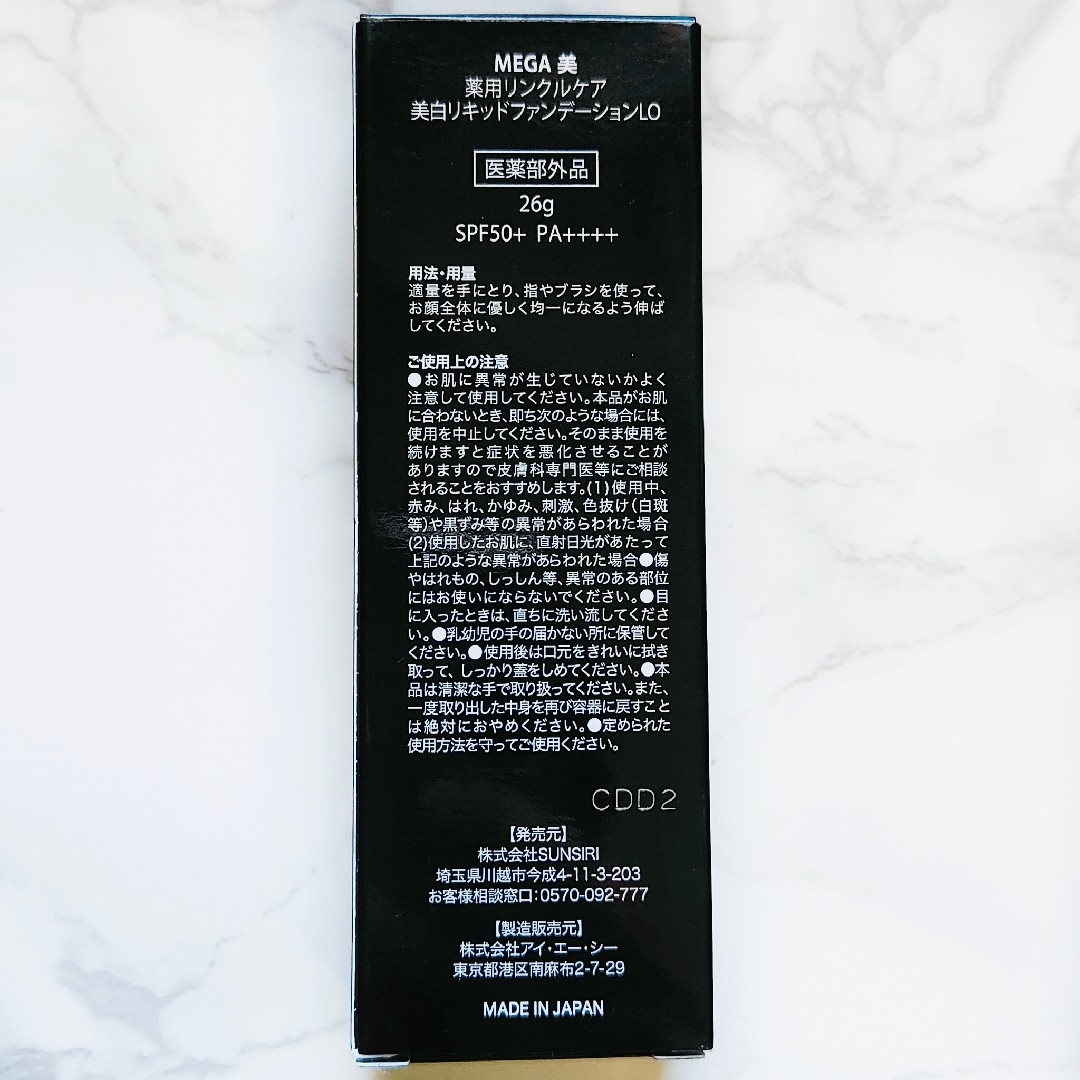 MEGA 美
薬用リンクルケア
美白リキッドファンデーションLO
医薬部外品
26g
SPF50+ PA++++
用法・用量
適量を手にとり、指やブラシを使って、
お顔全体に優しく均一になるよう伸ば
してください。
ご使用上の注意
●お肌に異常が生じていないかよく
注意して使用してください。本品がお肌
に合わないとき、即ち次のような場合には、
使用を中止してください。そのまま使用を
続けますと症状を悪化させることが
ありますので皮膚科専門医等にご相談
されることをおすすめします。(1)使用中、
赤み、はれ、かゆみ、刺激、色抜け(白斑
等)や黒ずみ等の異常があらわれた場合
(2)使用したお肌に、直射日光があたって
上記のような異常があらわれた場合●傷
やはれもの、しっしん等、異常のある部位
にはお使いにならないでください。●目
に入ったときは、直ちに洗い流してくださ
い。●乳幼児の手の届かない所に保管して
ください。●使用後は口元をきれいに拭き
取って、しっかり蓋をしめてください。●本
品は清潔な手で取り扱ってください。また、
一度取り出した中身を再び容器に戻すこと
は絶対におやめください。●定められた
使用方法を守ってご使用ください。
CDD2
【発売元】
株式会社SUNSIRI
埼玉県川越市今成4-11-3-203
お客様相談窓口:0570-092-777
【製造販売元】
株式会社アイ・エー・シー
東京都港区南麻布2-7-29
MADE IN JAPAN